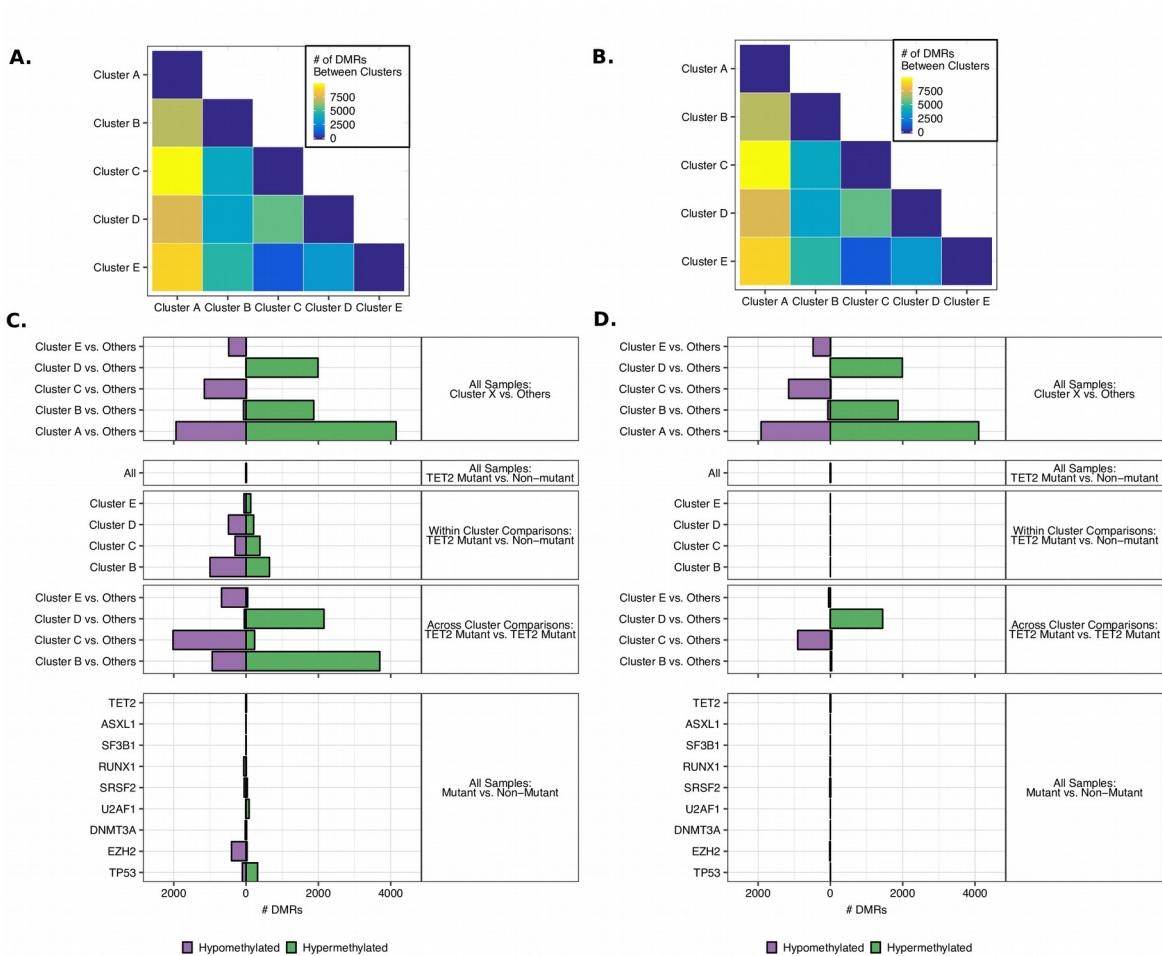 A.
# of DMRs
Between Clusters
7500
5000
2500
0
Cluster A
Cluster B
Cluster C
Cluster D
Cluster E
Cluster A Cluster B Cluster C Cluster D Cluster E
B.
# of DMRs
Between Clusters
7500
5000
2500
0
Cluster A
Cluster B
Cluster C
Cluster D
Cluster E
Cluster A Cluster B Cluster C Cluster D Cluster E
C.
Cluster E vs. Others
Cluster D vs. Others
Cluster C vs. Others
Cluster B vs. Others
Cluster A vs. Others
All Samples:
Cluster X vs. Others
All
All Samples:
TET2 Mutant vs. Non−mutant
Cluster E
Cluster D
Cluster C
Cluster B
Within Cluster Comparisons:
TET2 Mutant vs. Non−mutant
Cluster E vs. Others
Cluster D vs. Others
Cluster C vs. Others
Cluster B vs. Others
Across Cluster Comparisons:
TET2 Mutant vs. TET2 Mutant
TET2
ASXL1
SF3B1
RUNX1
SRSF2
U2AF1
DNMT3A
EZH2
TP53
All Samples:
Mutant vs. Non−Mutant
2000 0 2000 4000
# DMRs
Hypomethylated Hypermethylated
D.
Cluster E vs. Others
Cluster D vs. Others
Cluster C vs. Others
Cluster B vs. Others
Cluster A vs. Others
All Samples:
Cluster X vs. Others
All
All Samples:
TET2 Mutant vs. Non−mutant
Cluster E
Cluster D
Cluster C
Cluster B
Within Cluster Comparisons:
TET2 Mutant vs. Non−mutant
Cluster E vs. Others
Cluster D vs. Others
Cluster C vs. Others
Cluster B vs. Others
Across Cluster Comparisons:
TET2 Mutant vs. TET2 Mutant
TET2
ASXL1
SF3B1
RUNX1
SRSF2
U2AF1
DNMT3A
EZH2
TP53
All Samples:
Mutant vs. Non−Mutant
2000 0 2000 4000
# DMRs
Hypomethylated Hypermethylated